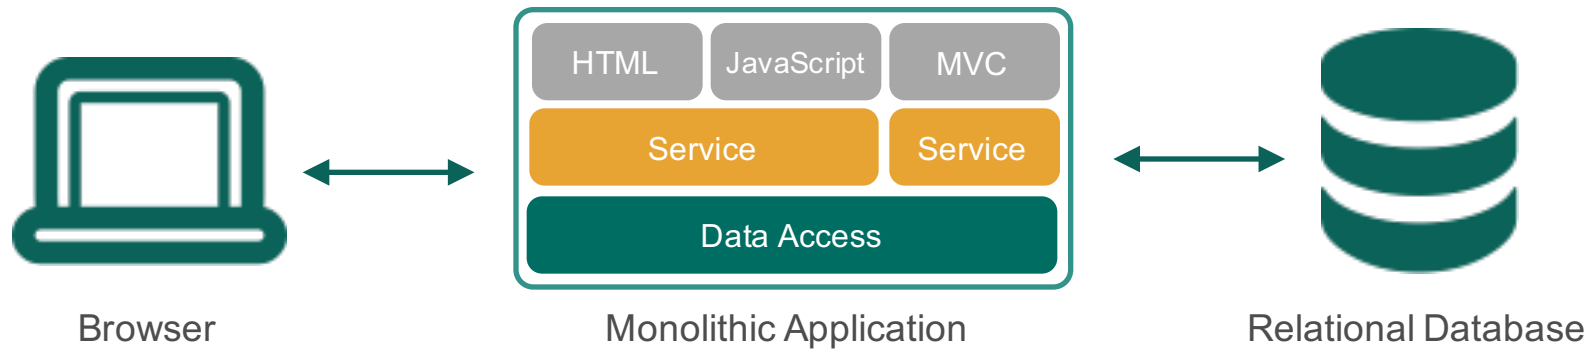 HTML
JavaScript
MVC
Service
Service
Data Access
Browser
Monolithic Application
Relational Database